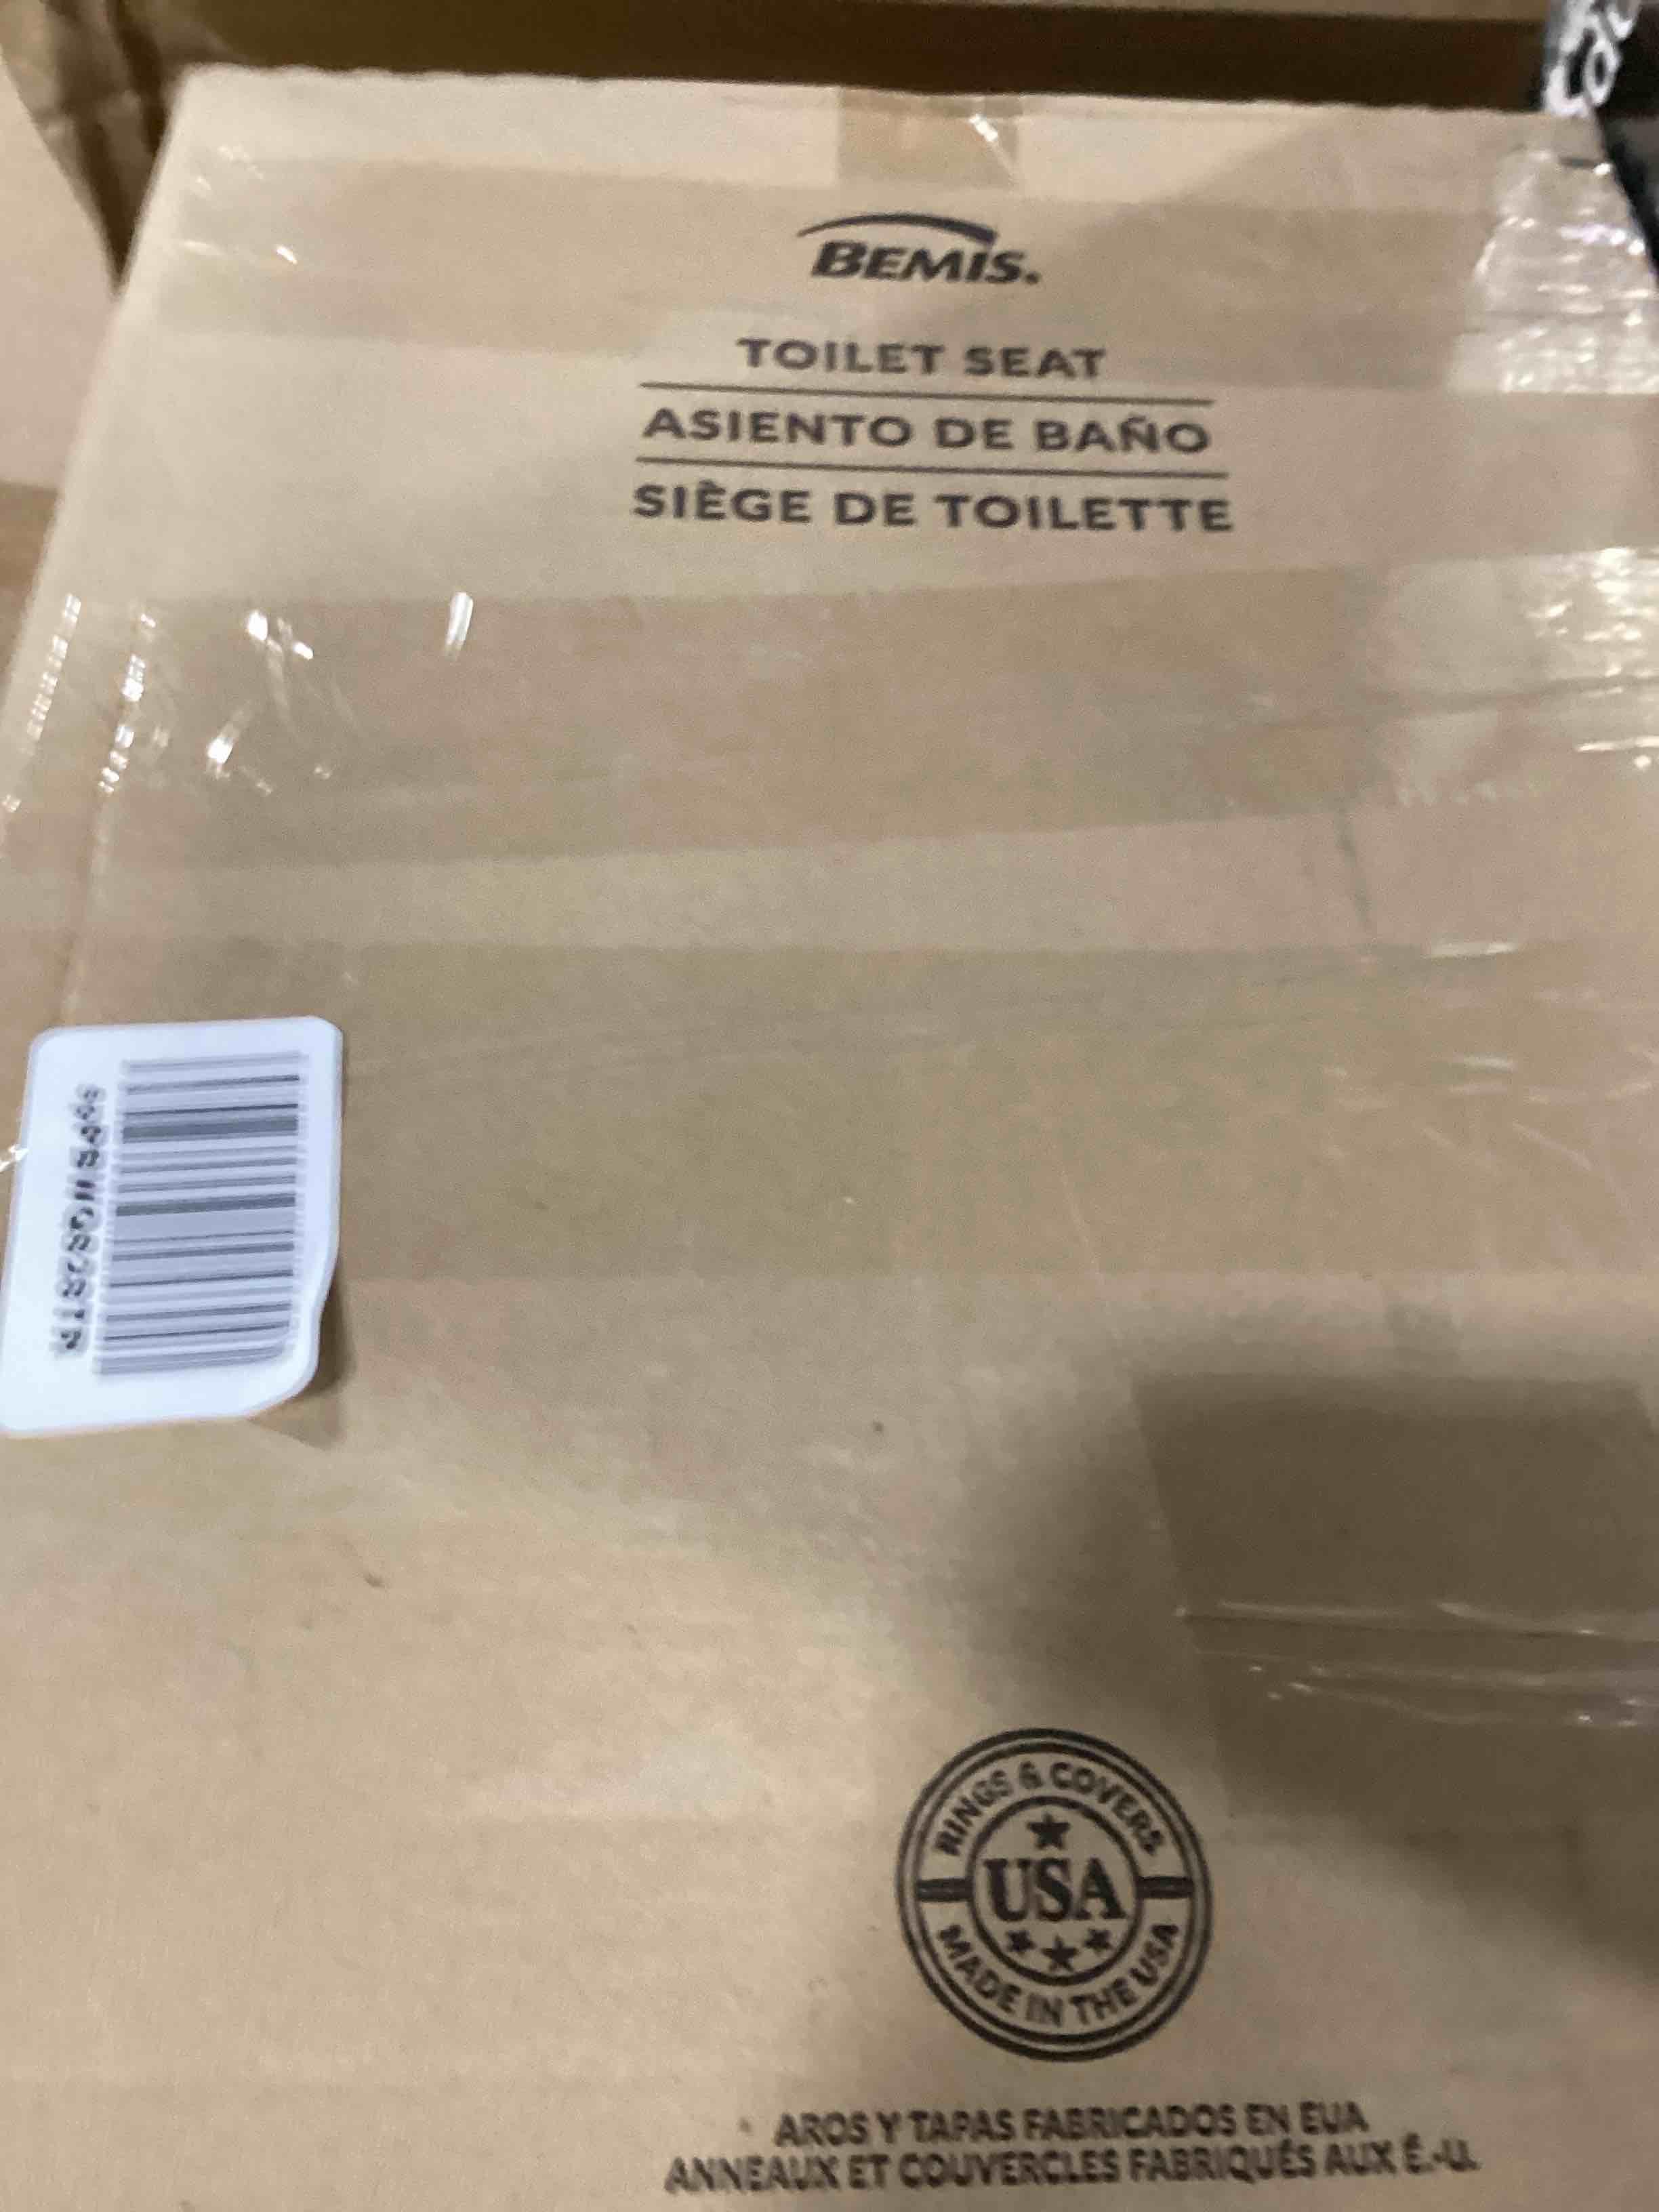 BEMIS.
TOILET SEAT
ASIENTO DE BAÑO
SIÈGE DE TOILETTE
RINGS & COVERS
USA
MADE IN THE USA
AROS Y TAPAS FABRICADOS EN EUA
ANNEAUX ET COUVERCLES FABRIQUÉS AUX É.-U.